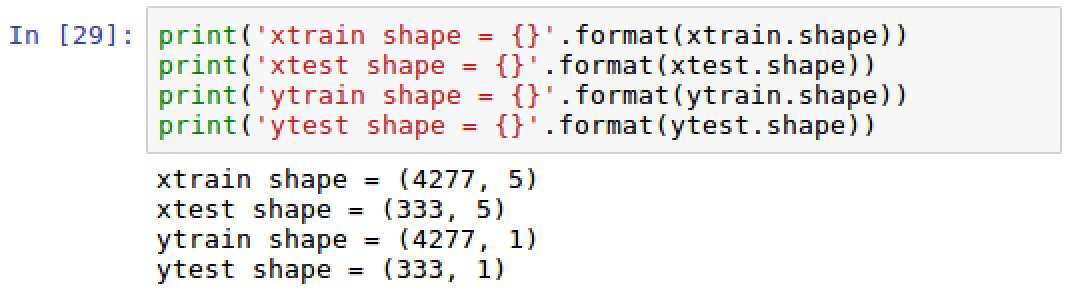 In [29]: print('xtrain shape = {}'.format(xtrain.shape))
print('xtest shape = {}'.format(xtest.shape))
print('ytrain shape = {}'.format(ytrain.shape))
print('ytest shape = {}'.format(ytest.shape))
xtrain shape = (4277, 5)
xtest shape = (333, 5)
ytrain shape = (4277, 1)
ytest shape = (333, 1)